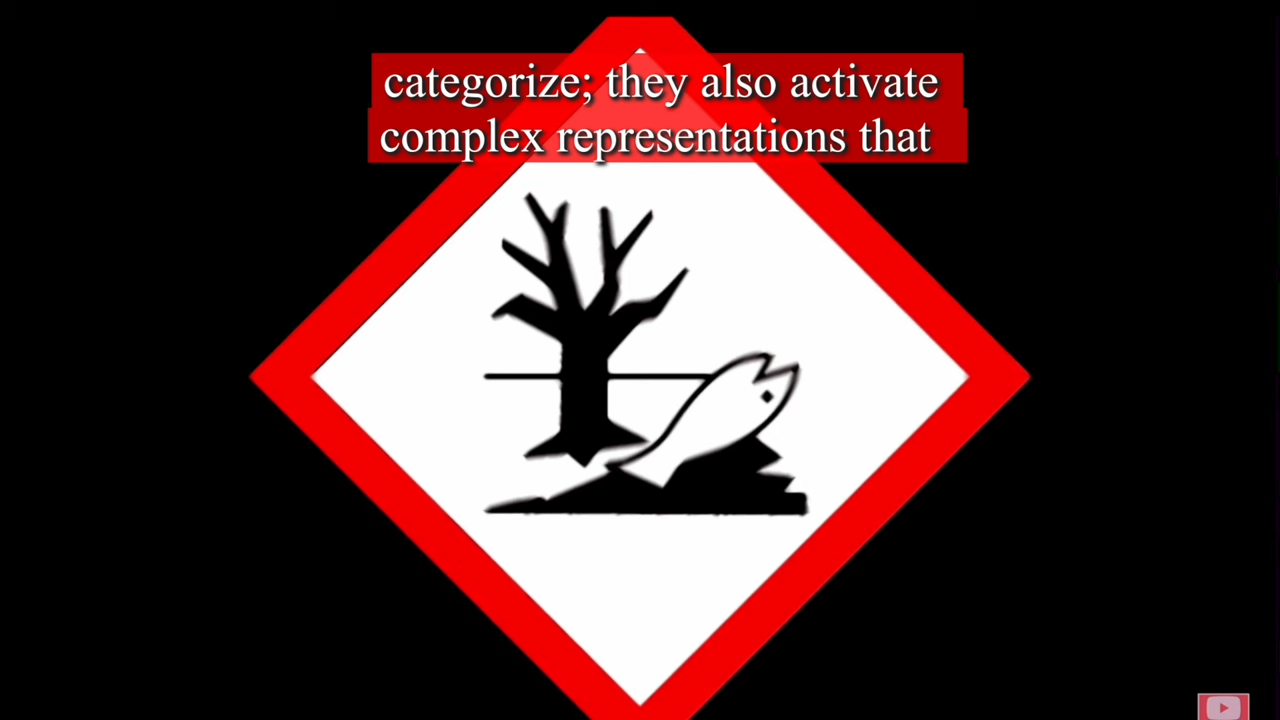 categorize; they also activate
complex representations that